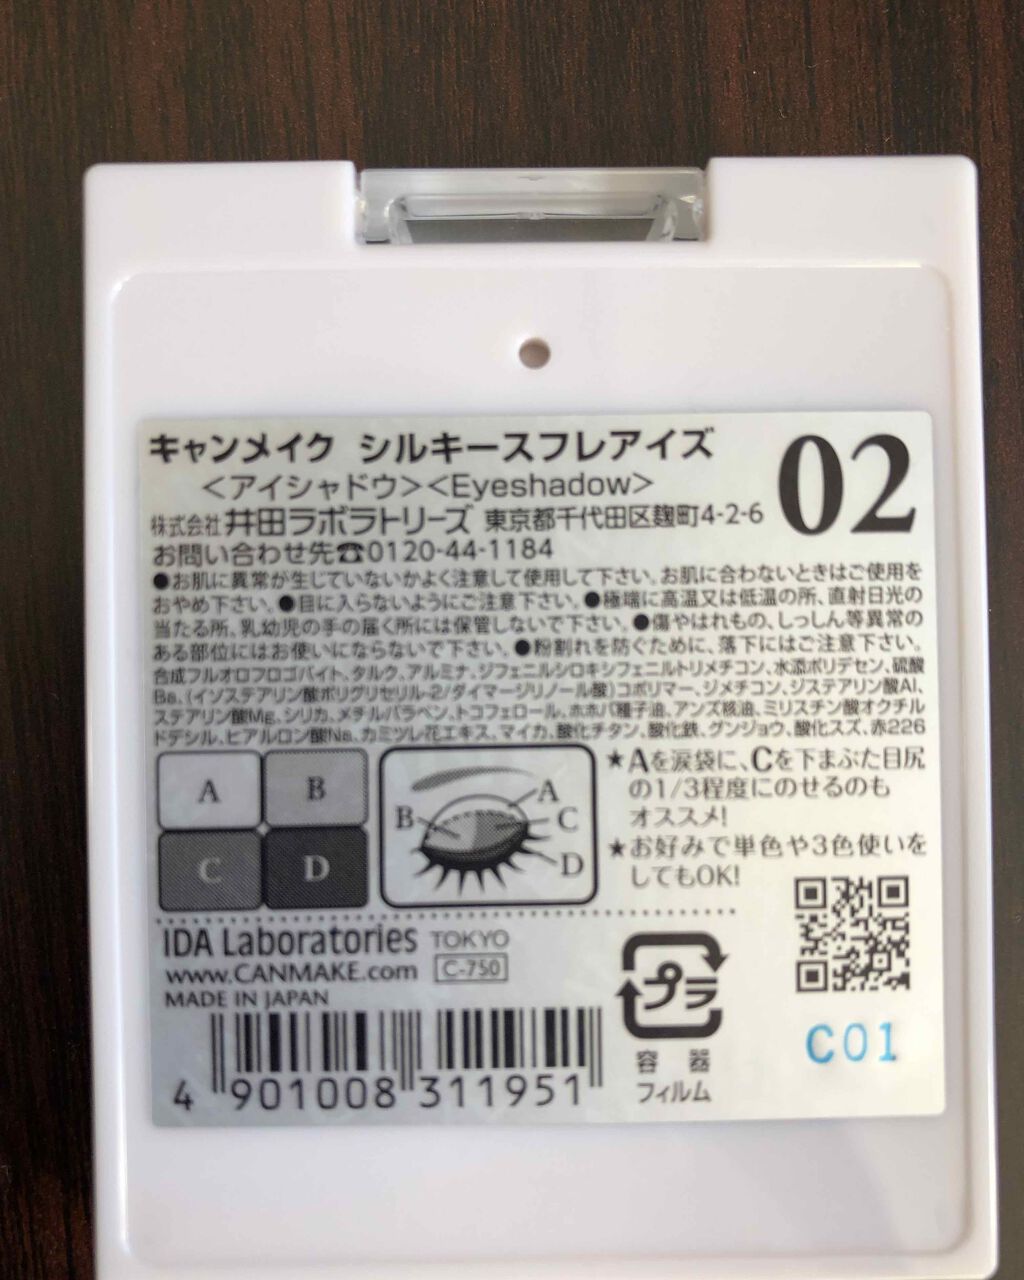 キャンメイク シルキースフレアイズ
02
<アイシャドウ><Eyeshadow>
株式会社 井田ラボラトリーズ 東京都千代田区麹町4-2-6
お問い合わせ先☎0120-44-1184
●お肌に異常が生じていないかよく注意して使用して下さい。お肌に合わないときはご使用を
おやめ下さい。●目に入らないようにご注意下さい。●極端に高温又は低温の所、直射日光の
当たる所、乳幼児の手の届く所には保管しないで下さい。●傷やはれもの、しっしん等異常の
ある部位にはお使いにならないで下さい。●粉割れを防ぐために、落下にはご注意下さい。
合成フルオロフロゴパイト、タルク、アルミナ、ジフェニルシロキシフェニルトリメチコン、水添ポリデセン、硫酸
Ba、(イソステアリン酸ポリグリセリル-2/ダイマージリノール酸)コポリマー、ジメチコン、ジステアリン酸Al、
ステアリン酸Mg、シリカ、メチルパラベン、トコフェロール、ホホバ種子油、アンズ核油、ミリスチン酸オクチル
ドデシル、ヒアルロン酸Na、カミツレ花エキス、マイカ、酸化チタン、酸化鉄、グンジョウ、酸化スズ、赤226
A B
C D
A
B C
D
★Aを涙袋に、Cを下まぶた目尻
の1/3程度にのせるのも
オススメ!
★お好みで単色や3色使いを
してもOK!
IDA Laboratories TOKYO
www.CANMAKE.com C-750
MADE IN JAPAN
4 901008 311951
プラ
容器
フィルム
C01